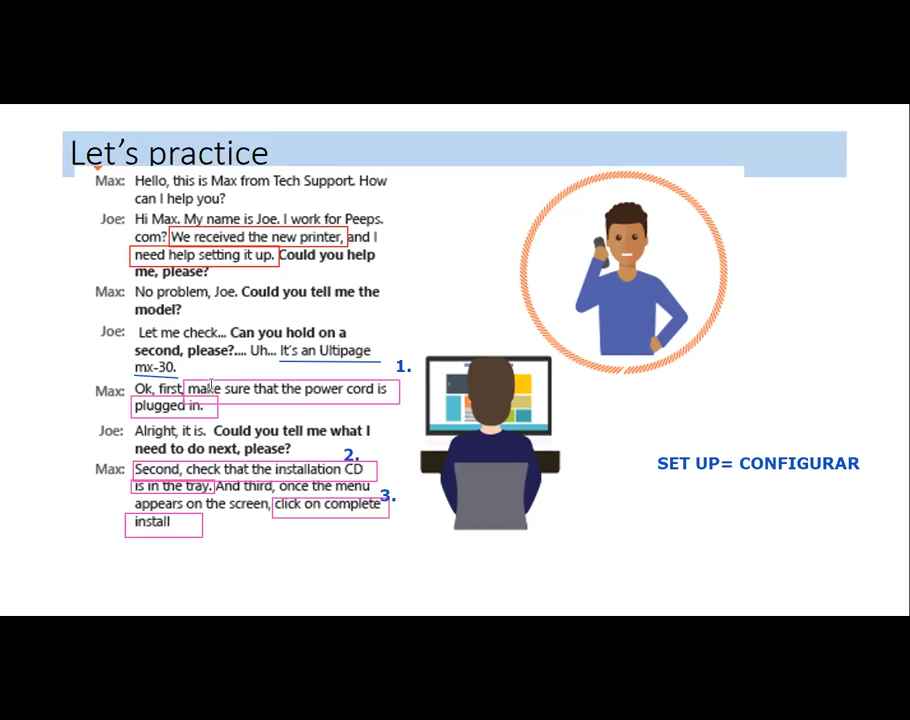 Let's practice
Max: Hello, this is Max from Tech Support. How
can I help you?
Joe: Hi Max. My name is Joe. I work for Peeps.
com? We received the new printer, and I
need help setting it up. Could you help
me, please?
Max: No problem, Joe. Could you tell me the
model?
Joe: Let me check... Can you hold on a
second, please?.... Uh... It's an Ultipage
mx-30.
1.
Max: Ok, first, make sure that the power cord is
plugged in.
Joe: Alright, it is. Could you tell me what I
need to do next, please?
2.
Max: Second, check that the installation CD
is in the tray. And third, once the menu
appears on the screen, click on complete
install
3.
SET UP= CONFIGURAR